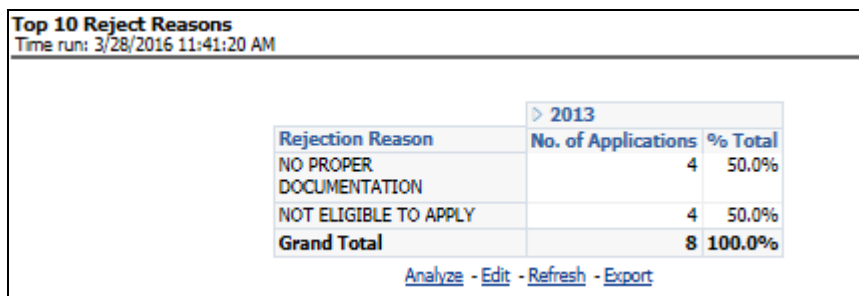 Top 10 Reject Reasons
Time run: 3/28/2016 11:41:20 AM
> 2013
Rejection Reason No. of Applications % Total
NO PROPER 4 50.0%
DOCUMENTATION
NOT ELIGIBLE TO APPLY 4 50.0%
Grand Total 8 100.0%
Analyze - Edit - Refresh - Export